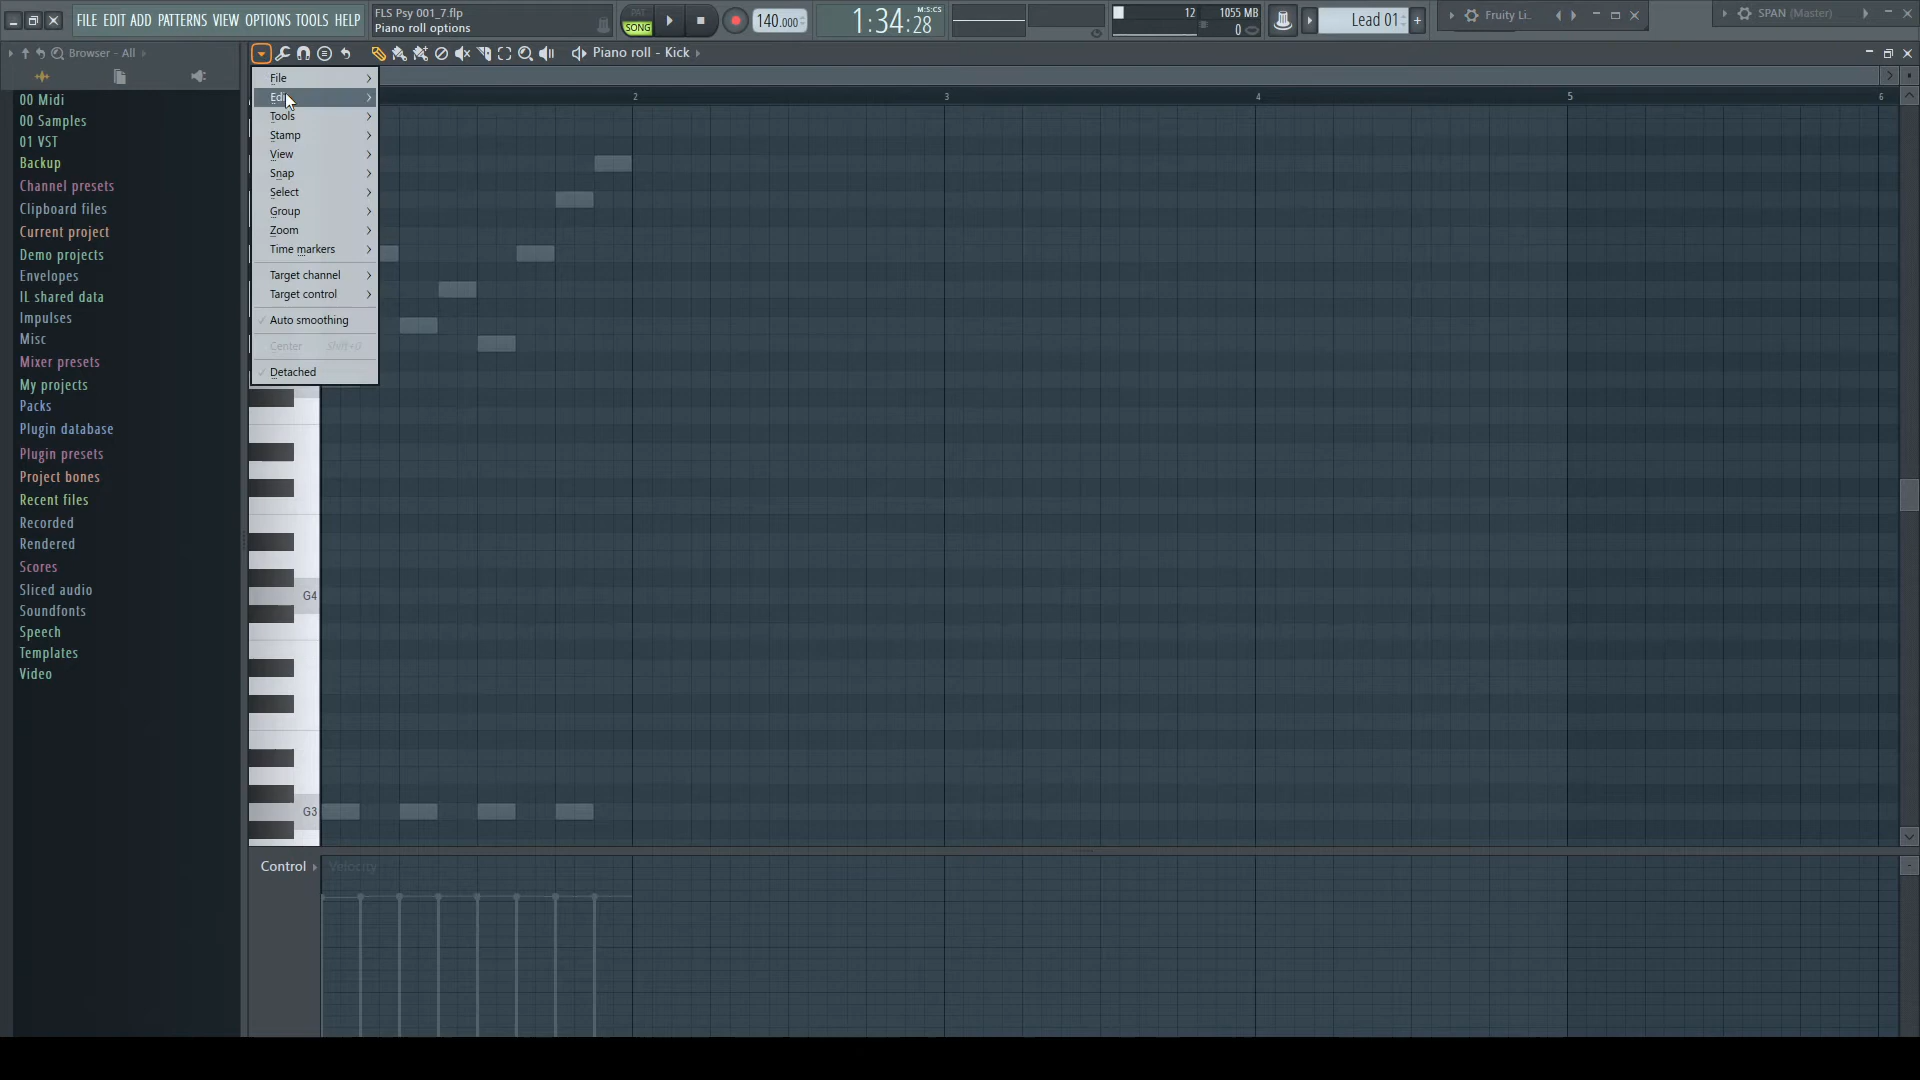 FILE EDIT ADD PATTERNS VIEW OPTIONS TOOLS HELP
FLS Psy 001_7.flp
Piano roll options
PAT
SONG
140.000
1:34:28
M:S:CS
12
1055 MB
0
Lead 01
Fruity Li..
SPAN (Master)
Browser - All
Piano roll - Kick
00 Midi
00 Samples
01 VST
Backup
Channel presets
Clipboard files
Current project
Demo projects
Envelopes
IL shared data
Impulses
Misc
Mixer presets
My projects
Packs
Plugin database
Plugin presets
Project bones
Recent files
Recorded
Rendered
Scores
Sliced audio
Soundfonts
Speech
Templates
Video
File
Edit
Tools
Stamp
View
Snap
Select
Group
Zoom
Time markers
Target channel
Target control
Auto smoothing
Center Shift+0
Detached
2
3
4
5
6
G4
G3
Control
Velocity